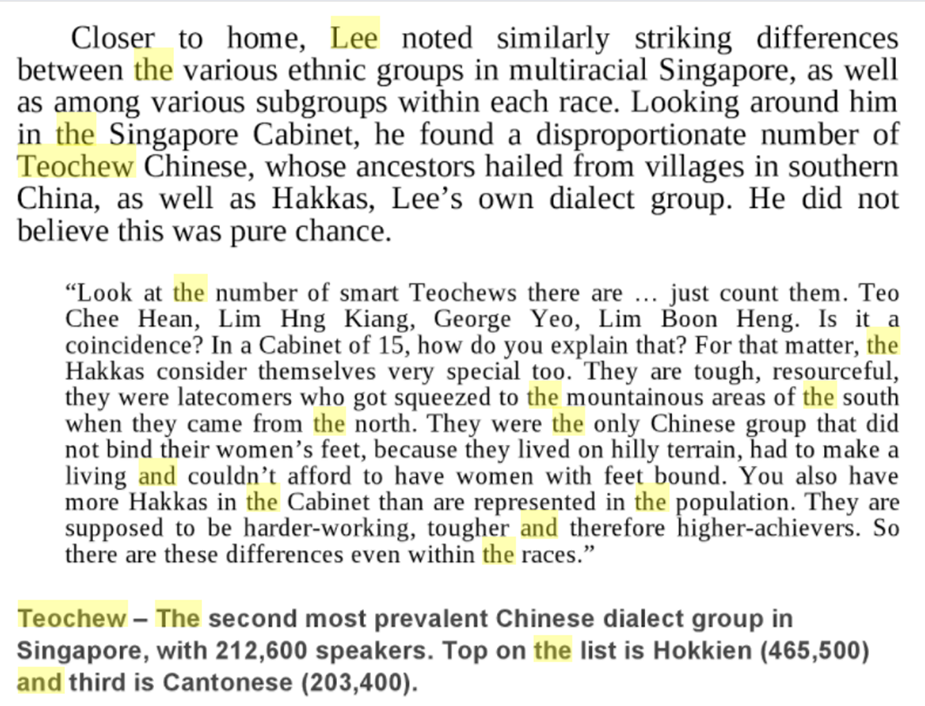 Closer to home, Lee noted similarly striking differences
between the various ethnic groups in multiracial Singapore, as well
as among various subgroups within each race. Looking around him
in the Singapore Cabinet, he found a disproportionate number of
Teochew Chinese, whose ancestors hailed from villages in southern
China, as well as Hakkas, Lee’s own dialect group. He did not
believe this was pure chance.
“Look at the number of smart Teochews there are … just count them. Teo
Chee Hean, Lim Hng Kiang, George Yeo, Lim Boon Heng. Is it a
coincidence? In a Cabinet of 15, how do you explain that? For that matter, the
Hakkas consider themselves very special too. They are tough, resourceful,
they were latecomers who got squeezed to the mountainous areas of the south
when they came from the north. They were the only Chinese group that did
not bind their women’s feet, because they lived on hilly terrain, had to make a
living and couldn’t afford to have women with feet bound. You also have
more Hakkas in the Cabinet than are represented in the population. They are
supposed to be harder-working, tougher and therefore higher-achievers. So
there are these differences even within the races.”
Teochew – The second most prevalent Chinese dialect group in
Singapore, with 212,600 speakers. Top on the list is Hokkien (465,500)
and third is Cantonese (203,400).